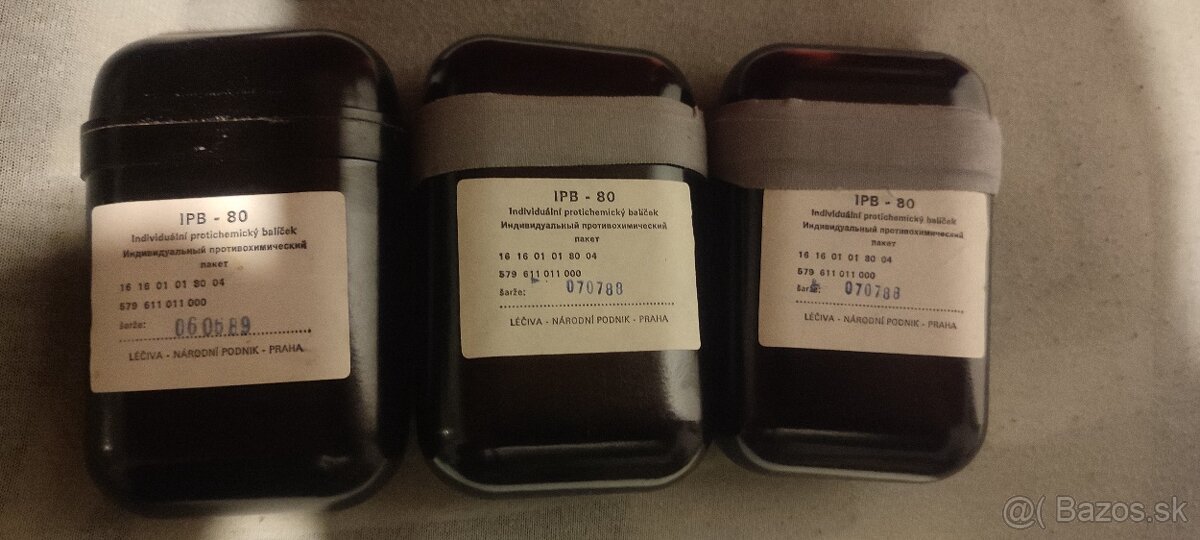 IPB - 80
Individuální protichemický balíček
Индивидуальный противохимический
пакет
16 16 01 01 80 04
579 611 011 000
šarže: 060589
LÉČIVA - NÁRODNÍ PODNIK - PRAHA
IPB - 80
Individuální protichemický balíček
Индивидуальный противохимический
пакет
16 16 01 01 80 04
579 611 011 000
šarže: 070788
LÉČIVA - NÁRODNÍ PODNIK - PRAHA
IPB - 80
Individuální protichemický balíček
Индивидуальный противохимический
пакет
16 16 01 01 80 04
579 611 011 000
šarže: 070788
LÉČIVA - NÁRODNÍ PODNIK - PRAHA
@( Bazos.sk